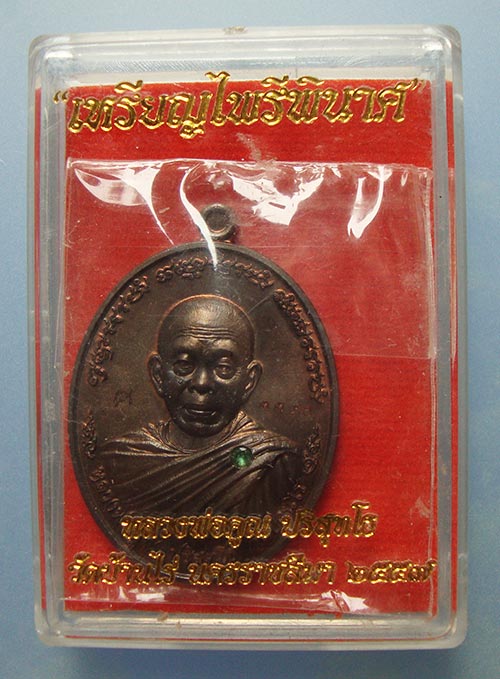 "เหรียญไพรีพินาศ"
หลวงพ่อคูณ ปริสุทโธ
วัดบ้านไร่ นครราชสีมา ๒๕๕๗